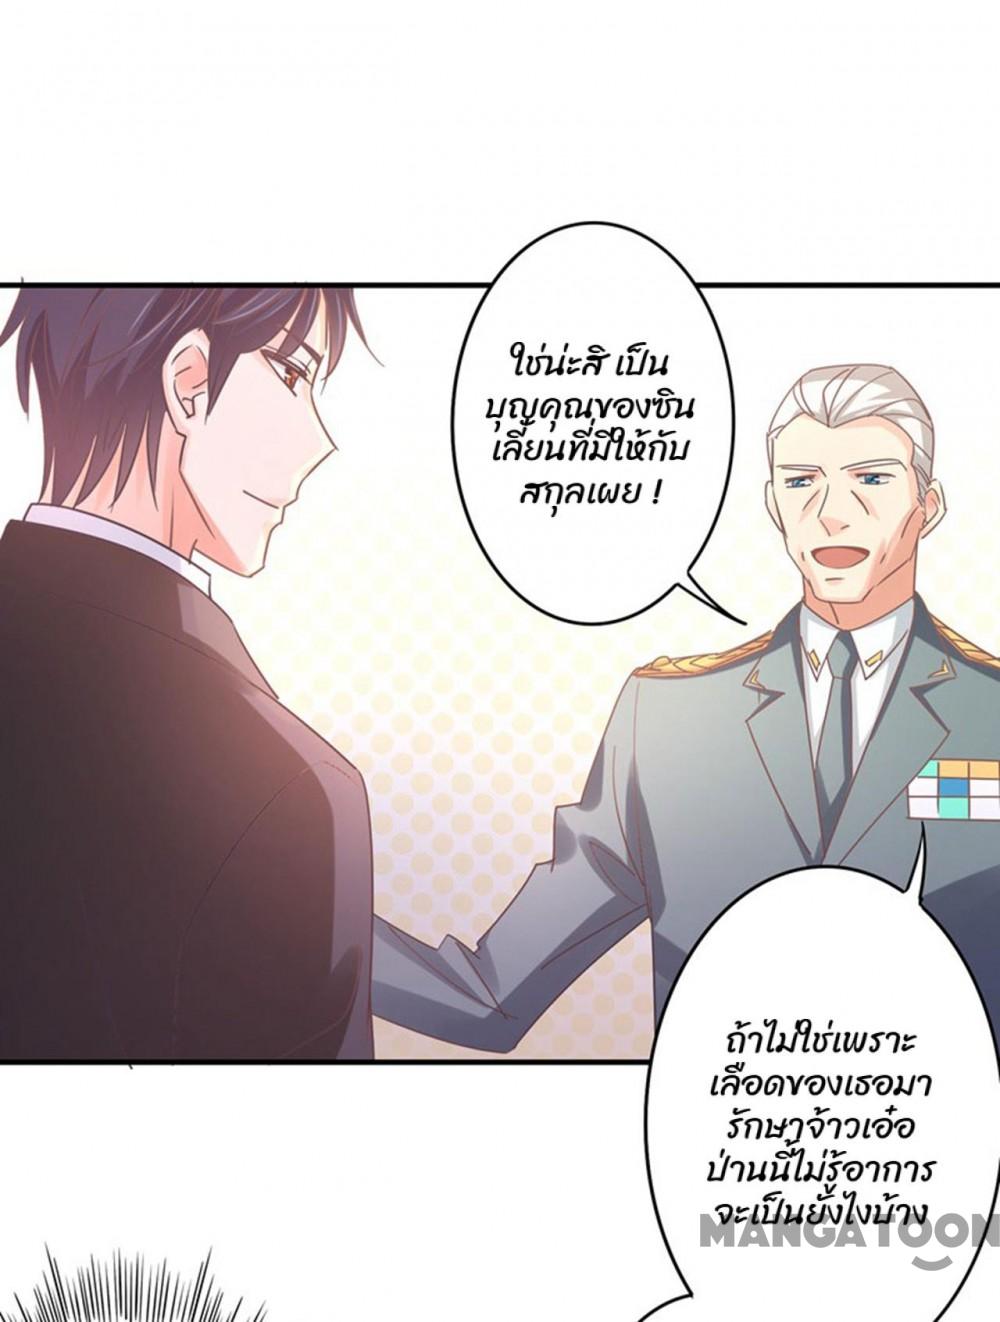 ใช่น่ะสิ เป็น
บุญคุณของซิน
เลี่ยนที่มีให้กับ
สกุลเผย !
ถ้าไม่ใช่เพราะ
เลือดของเธอมา
รักษาจ้าวเอ๋อ
ป่านนี้ไม่รู้อาการ
จะเป็นยังไงบ้าง
MANGATOON